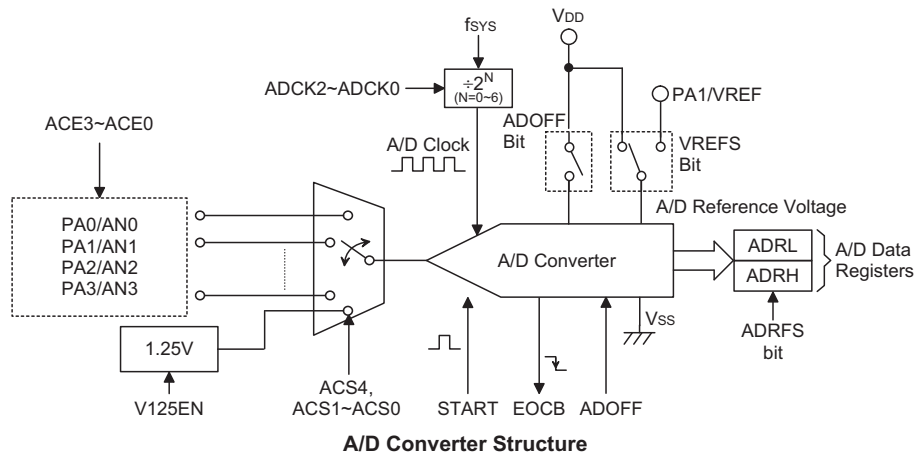 fSYS
VDD
ADCK2~ADCK0
÷2^N
(N=0~6)
PA1/VREF
ADOFF
Bit
VREFS
Bit
ACE3~ACE0
A/D Clock
A/D Reference Voltage
PA0/AN0
PA1/AN1
PA2/AN2
PA3/AN3
A/D Converter
ADRL
ADRH
A/D Data
Registers
VSS
ADRFS
bit
1.25V
V125EN
ACS4,
ACS1~ACS0
START
EOCB
ADOFF
A/D Converter Structure